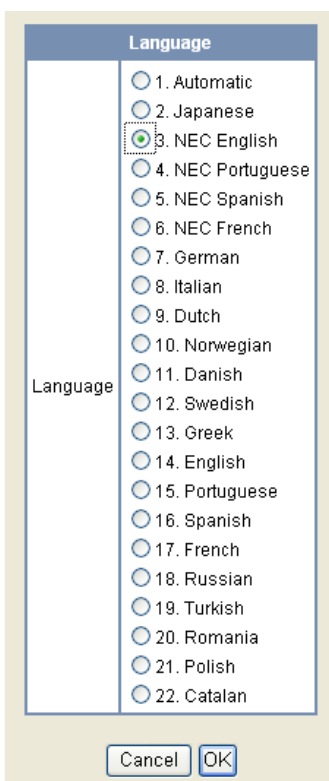 Language
Language
1. Automatic
2. Japanese
3. NEC English
4. NEC Portuguese
5. NEC Spanish
6. NEC French
7. German
8. Italian
9. Dutch
10. Norwegian
11. Danish
12. Swedish
13. Greek
14. English
15. Portuguese
16. Spanish
17. French
18. Russian
19. Turkish
20. Romania
21. Polish
22. Catalan
Cancel OK